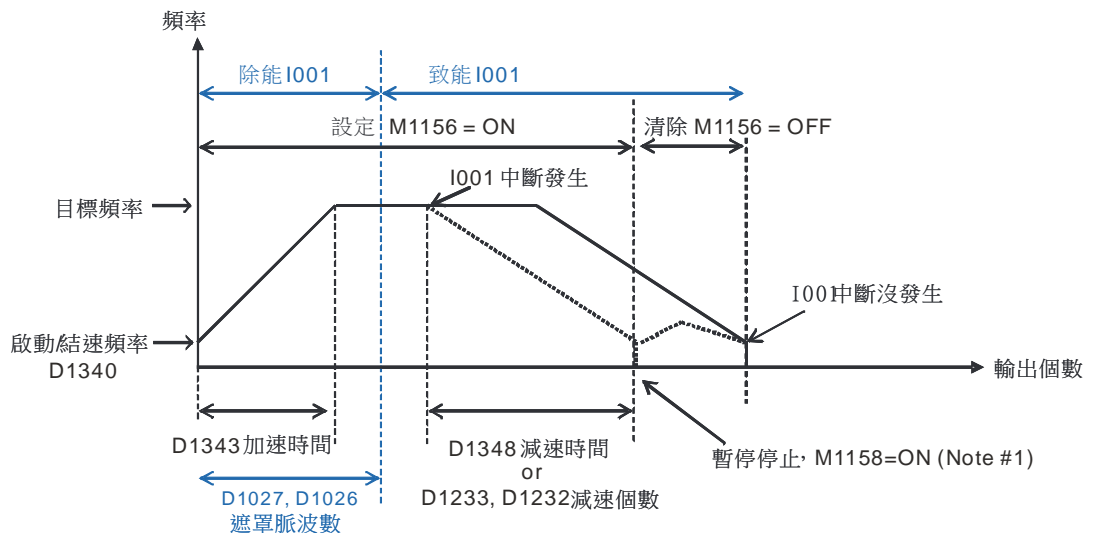 頻率
除能I001
致能I001
設定 M1156 = ON
清除 M1156 = OFF
I001 中斷發生
目標頻率
I001中斷沒發生
啟動/結速頻率
D1340
輸出個數
D1343加速時間
D1348減速時間
or
D1233, D1232減速個數
暫停停止, M1158=ON (Note #1)
D1027, D1026
遮罩脈波數